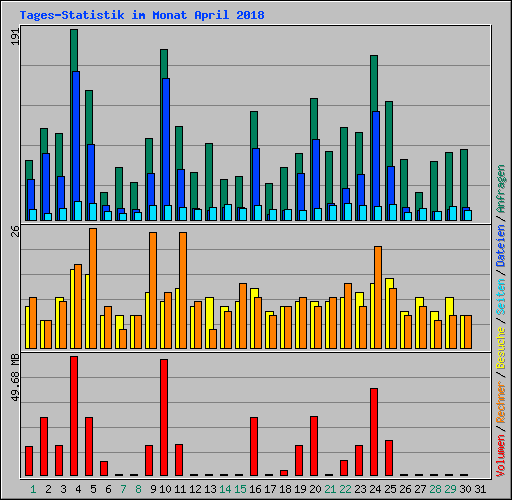 Tages-Statistik im Monat April 2018
191
26
49.68 MB
Volumen / Rechner / Besuche / Seiten / Dateien / Anfragen
1 2 3 4 5 6 7 8 9 10 11 12 13 14 15 16 17 18 19 20 21 22 23 24 25 26 27 28 29 30 31